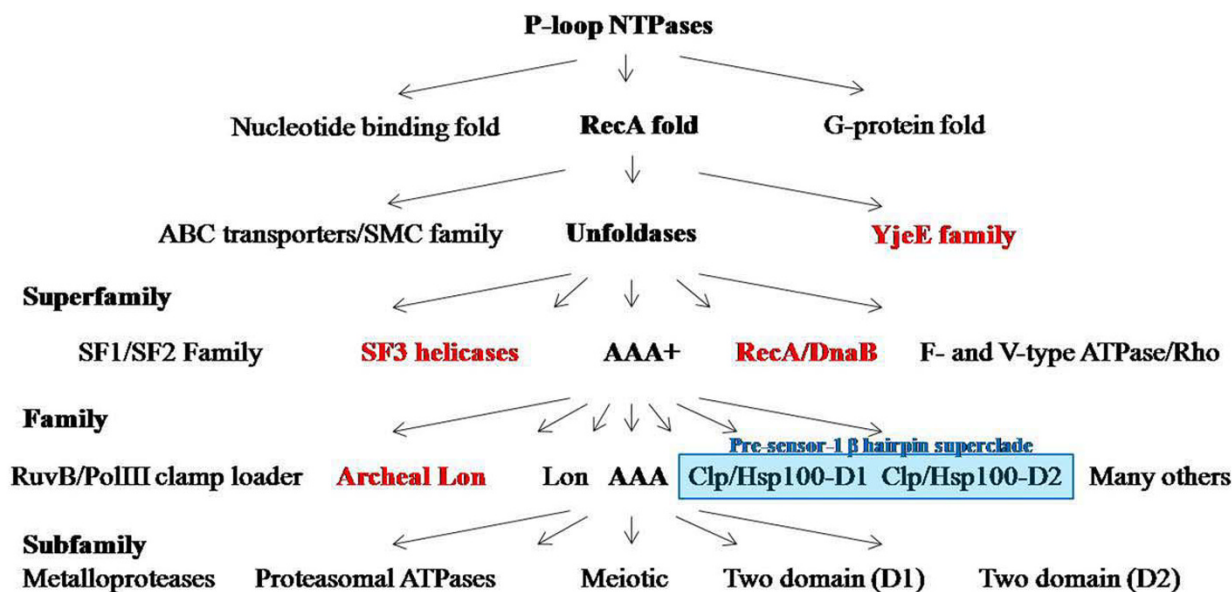 P-loop NTPases
Nucleotide binding fold RecA fold G-protein fold
ABC transporters/SMC family Unfoldases YjeE family
Superfamily
SF1/SF2 Family SF3 helicases AAA+ RecA/DnaB F- and V-type ATPase/Rho
Family
Pre-sensor-1 β hairpin superclade
RuvB/PolIII clamp loader Archeal Lon Lon AAA Clp/Hsp100-D1 Clp/Hsp100-D2 Many others
Subfamily
Metalloproteases Proteasomal ATPases Meiotic Two domain (D1) Two domain (D2)